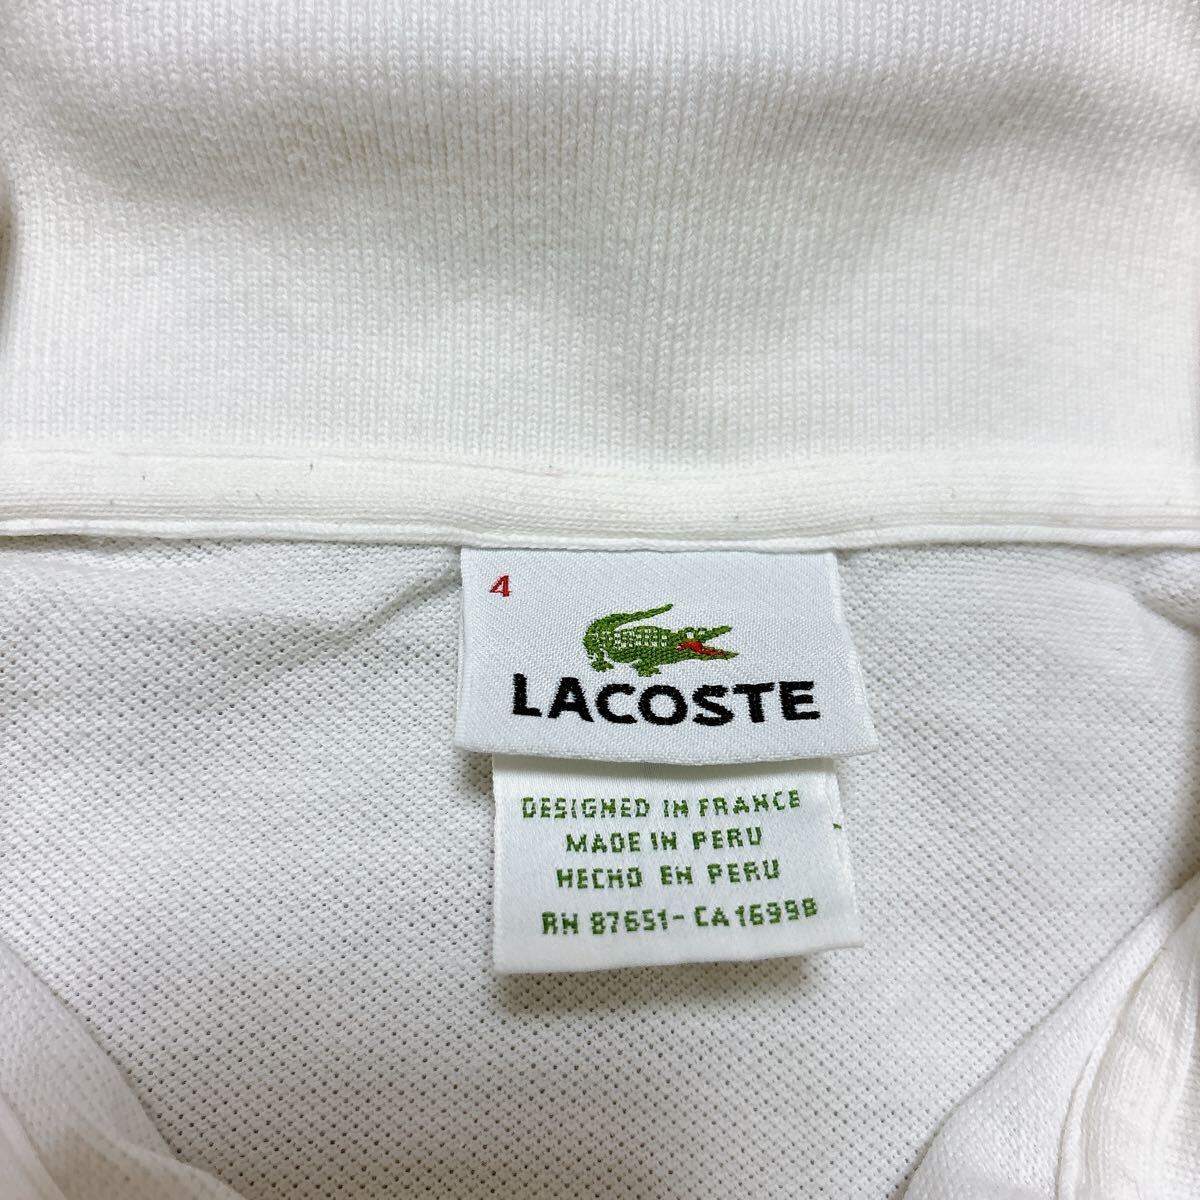 4
LACOSTE
DESIGNED IN FRANCE
MADE IN PERU
HECHO EN PERU
RN 87651-CA 16998